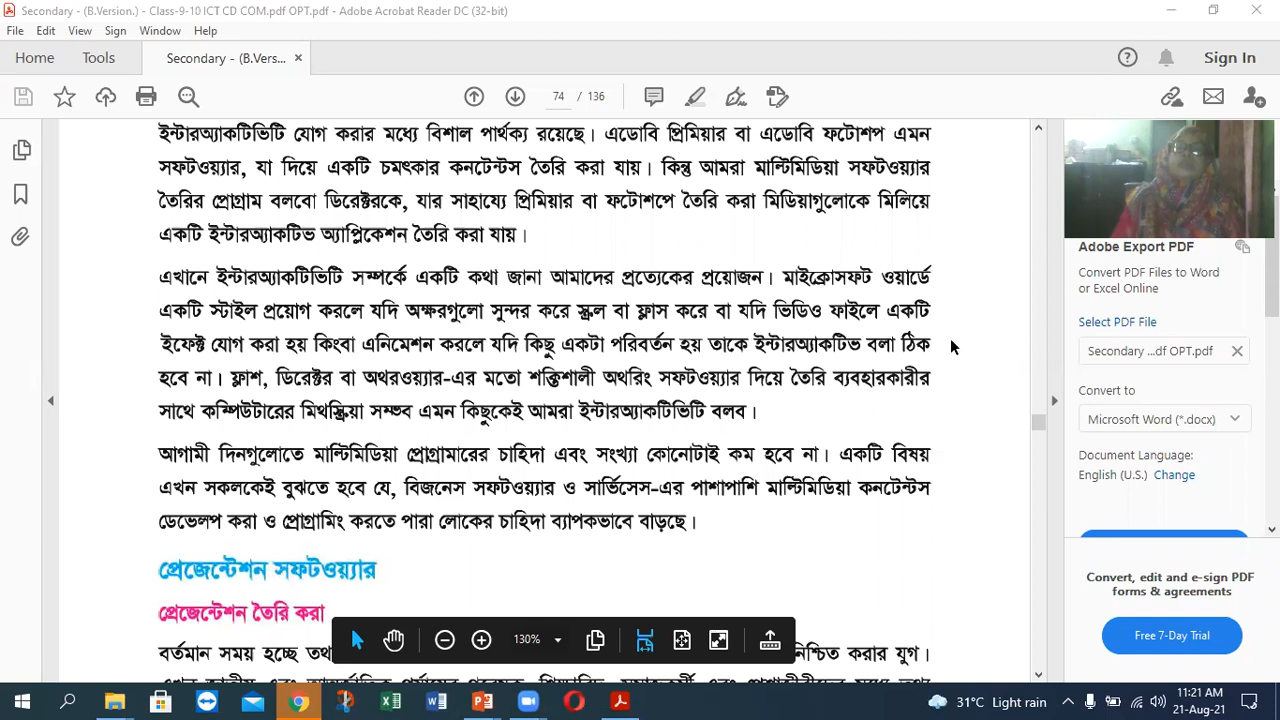 Secondary - (B.Version.) - Class-9-10 ICT CD COM.pdf OPT.pdf - Adobe Acrobat Reader DC (32-bit)
File Edit View Sign Window Help
Home Tools Secondary - (B.Vers... Sign In
74 / 136
ইন্টারঅ্যাকটিভিটি যোগ করার মধ্যে বিশাল পার্থক্য রয়েছে। এডোবি প্রিমিয়ার বা এডোবি ফটোশপ এমন
সফটওয়্যার, যা দিয়ে একটি চমৎকার কনটেন্টস তৈরি করা যায়। কিন্তু আমরা মাল্টিমিডিয়া সফটওয়্যার
তৈরির প্রোগ্রাম বলবো ডিরেক্টরকে, যার সাহায্যে প্রিমিয়ার বা ফটোশপে তৈরি করা মিডিয়াগুলোকে মিলিয়ে
একটি ইন্টারঅ্যাকটিভ অ্যাপ্লিকেশন তৈরি করা যায়।
এখানে ইন্টারঅ্যাকটিভিটি সম্পর্কে একটি কথা জানা আমাদের প্রত্যেকের প্রয়োজন। মাইক্রোসফট ওয়ার্ডে
একটি স্টাইল প্রয়োগ করলে যদি অক্ষরগুলো সুন্দর করে স্ক্রল বা ফ্লাস করে বা যদি ভিডিও ফাইলে একটি
ইফেক্ট যোগ করা হয় কিংবা এনিমেশন করলে যদি কিছু একটা পরিবর্তন হয় তাকে ইন্টারঅ্যাকটিভ বলা ঠিক
হবে না। ফ্লাশ, ডিরেক্টর বা অথরওয়্যার-এর মতো শক্তিশালী অথরিং সফটওয়্যার দিয়ে তৈরি ব্যবহারকারীর
সাথে কম্পিউটারের মিথস্ক্রিয়া সম্ভব এমন কিছুকেই আমরা ইন্টারঅ্যাকটিভিটি বলব।
আগামী দিনগুলোতে মাল্টিমিডিয়া প্রোগ্রামারের চাহিদা এবং সংখ্যা কোনোটাই কম হবে না। একটি বিষয়
এখন সকলকেই বুঝতে হবে যে, বিজনেস সফটওয়্যার ও সার্ভিসেস-এর পাশাপাশি মাল্টিমিডিয়া কনটেন্টস
ডেভেলপ করা ও প্রোগ্রামিং করতে পারা লোকের চাহিদা ব্যাপকভাবে বাড়ছে।
প্রেজেন্টেশন সফটওয়্যার
প্রেজেন্টেশন তৈরি করা
বর্তমান সময় হচ্ছে নিশ্চিত করার যুগ।
130%
Adobe Export PDF
Convert PDF Files to Word
or Excel Online
Select PDF File
Secondary ...df OPT.pdf
Convert to
Microsoft Word (*.docx)
Document Language:
English (U.S.) Change
Convert, edit and e-sign PDF
forms & agreements
Free 7-Day Trial
31°C Light rain
11:21 AM
21-Aug-21